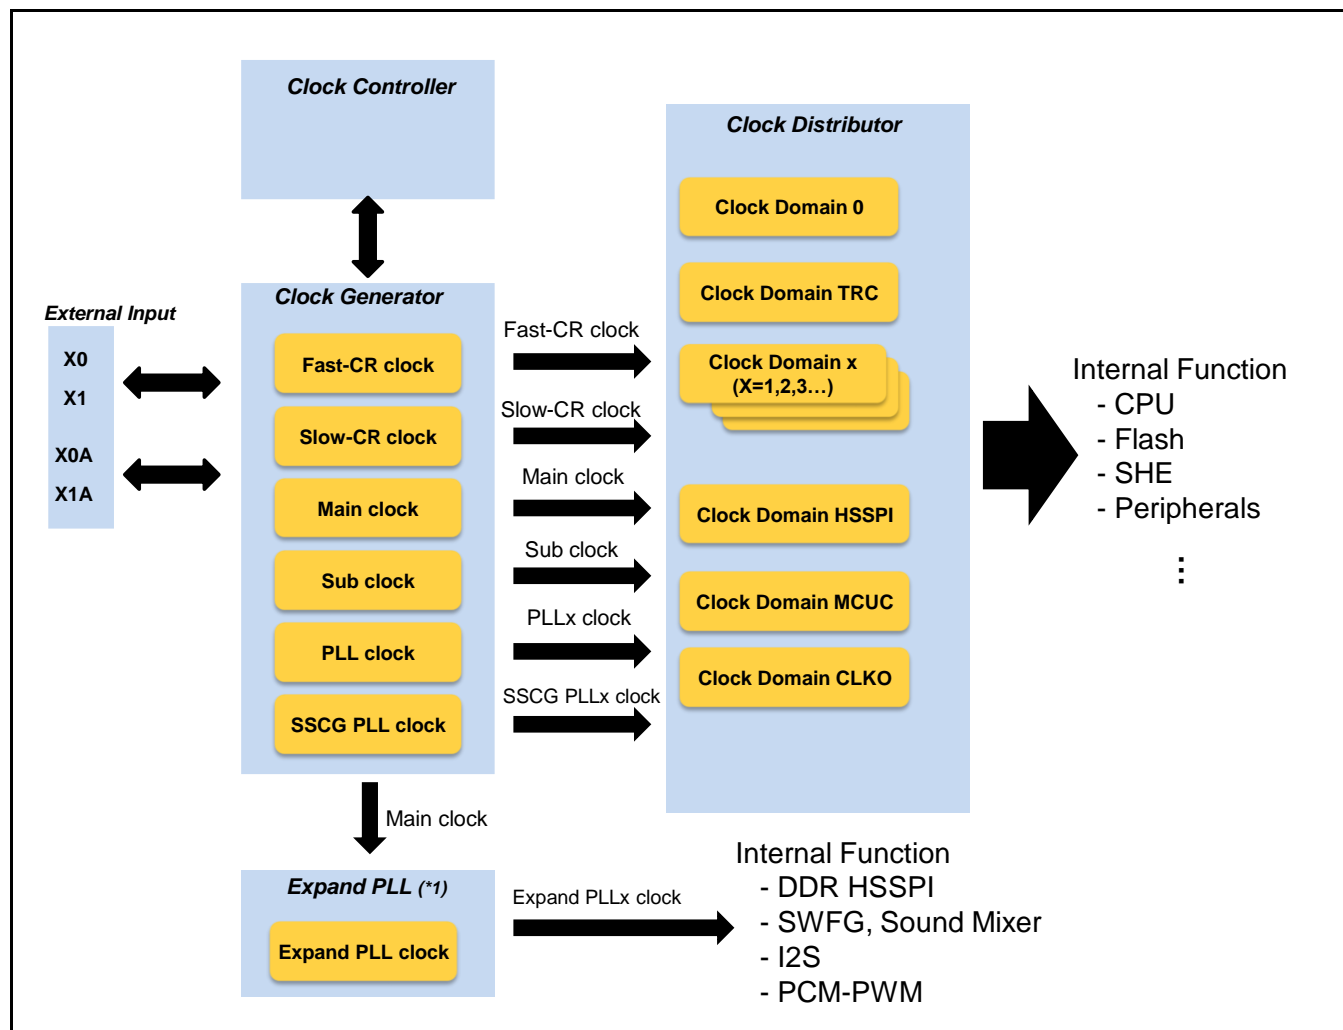 Clock Controller
External Input
X0
X1
X0A
X1A
Clock Generator
Fast-CR clock
Slow-CR clock
Main clock
Sub clock
PLL clock
SSCG PLL clock
Fast-CR clock
Slow-CR clock
Main clock
Sub clock
PLLx clock
SSCG PLLx clock
Clock Distributor
Clock Domain 0
Clock Domain TRC
Clock Domain x
(X=1,2,3…)
Clock Domain HSSPI
Clock Domain MCUC
Clock Domain CLKO
Internal Function
- CPU
- Flash
- SHE
- Peripherals
⋮
Main clock
Expand PLL (*1)
Expand PLL clock
Expand PLLx clock
Internal Function
- DDR HSSPI
- SWFG, Sound Mixer
- I2S
- PCM-PWM